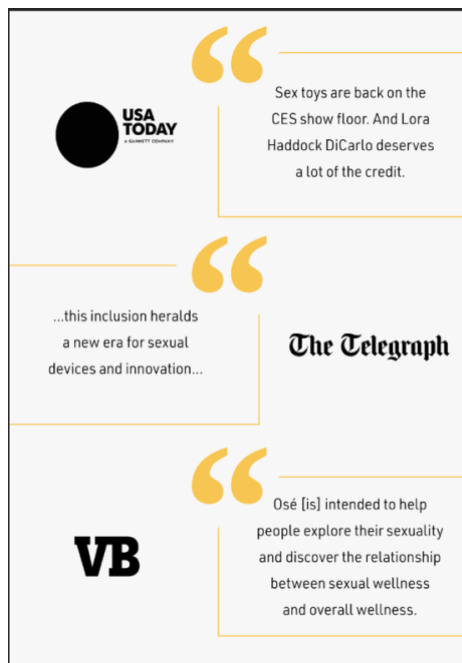 USA
TODAY
A GANNETT COMPANY
Sex toys are back on the
CES show floor. And Lora
Haddock DiCarlo deserves
a lot of the credit.
...this inclusion heralds
a new era for sexual
devices and innovation...
The Telegraph
VB
Osé [is] intended to help
people explore their sexuality
and discover the relationship
between sexual wellness
and overall wellness.